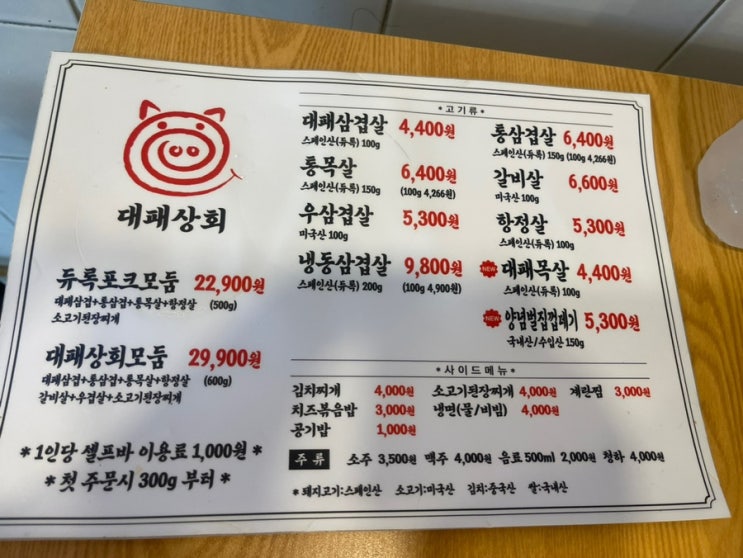 대패상회
듀록포크모둠 22,900원
대패삼겹+통삼겹+통목살+항정살 (500g)
소고기된장찌개
대패상회모둠 29,900원
대패삼겹+통삼겹+통목살+항정살 (600g)
갈비살+우겹살+소고기된장찌개
*1인당 셀프바 이용료 1,000원*
*첫 주문시 300g 부터*
*고기류*
대패삼겹살 4,400원
스페인산(듀록) 100g
통목살 6,400원
스페인산(듀록) 150g (100g 4,266원)
우삼겹살 5,300원
미국산 100g
냉동삼겹살 9,800원
스페인산(듀록) 200g (100g 4,900원)
통삼겹살 6,400원
스페인산(듀록) 150g (100g 4,266원)
갈비살 6,600원
미국산 100g
항정살 5,300원
스페인산(듀록) 100g
NEW 대패목살 4,400원
스페인산(듀록) 100g
NEW 양념벌집껍데기 5,300원
국내산/수입산 150g
*사이드메뉴*
김치찌개 4,000원 소고기된장찌개 4,000원 계란찜 3,000원
치즈볶음밥 3,000원 냉면(물/비빔) 4,000원
공기밥 1,000원
주류 소주 3,500원 맥주 4,000원 음료 500ml 2,000원 청하 4,000원
*돼지고기:스페인산 소고기:미국산 김치:중국산 쌀:국내산